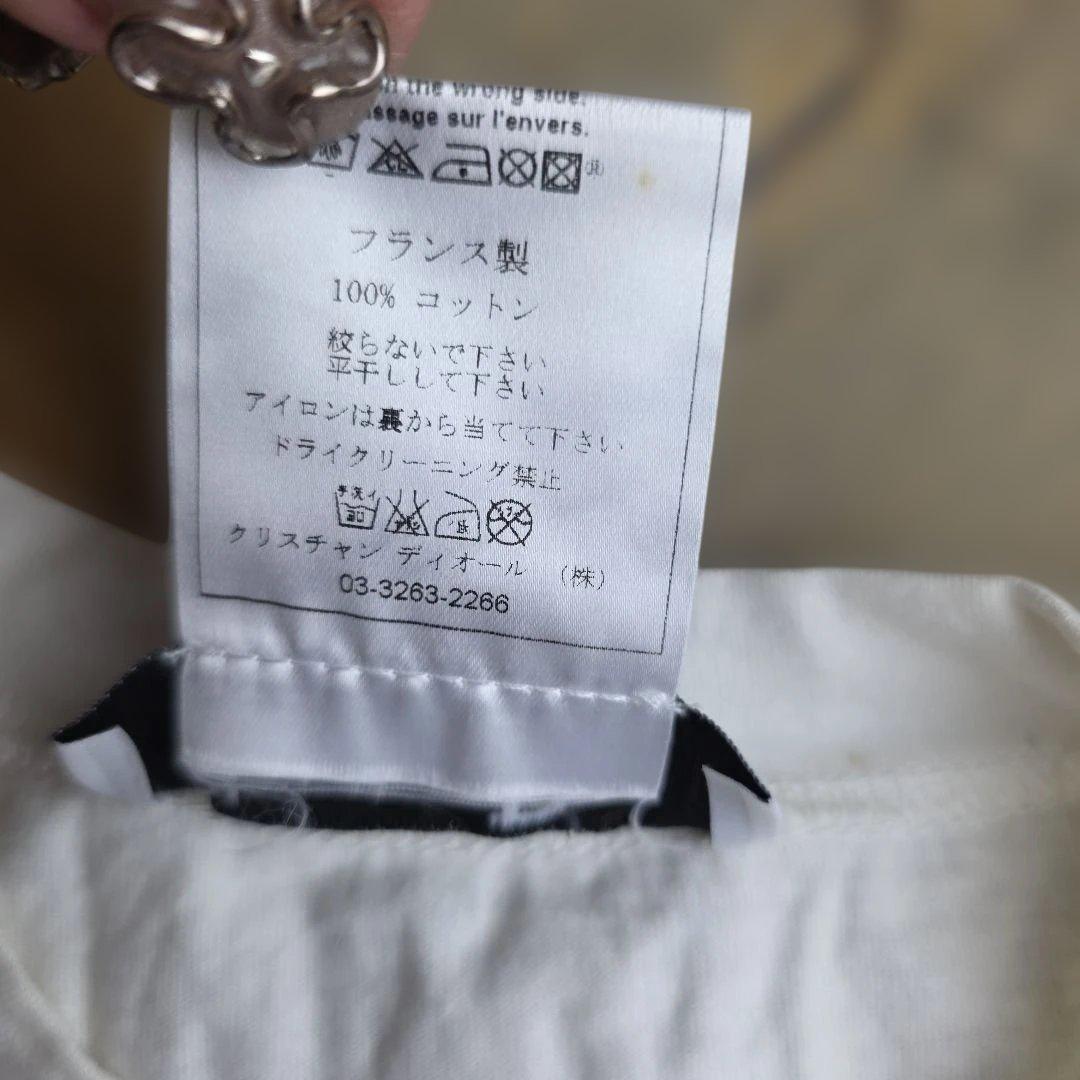 the wrong side.
ssage sur l'envers.
フランス製
100% コットン
絞らないで下さい
平干しして下さい
アイロンは裏から当てて下さい
ドライクリーニング禁止
手洗イ
クリスチャン ディオール (株)
03-3263-2266